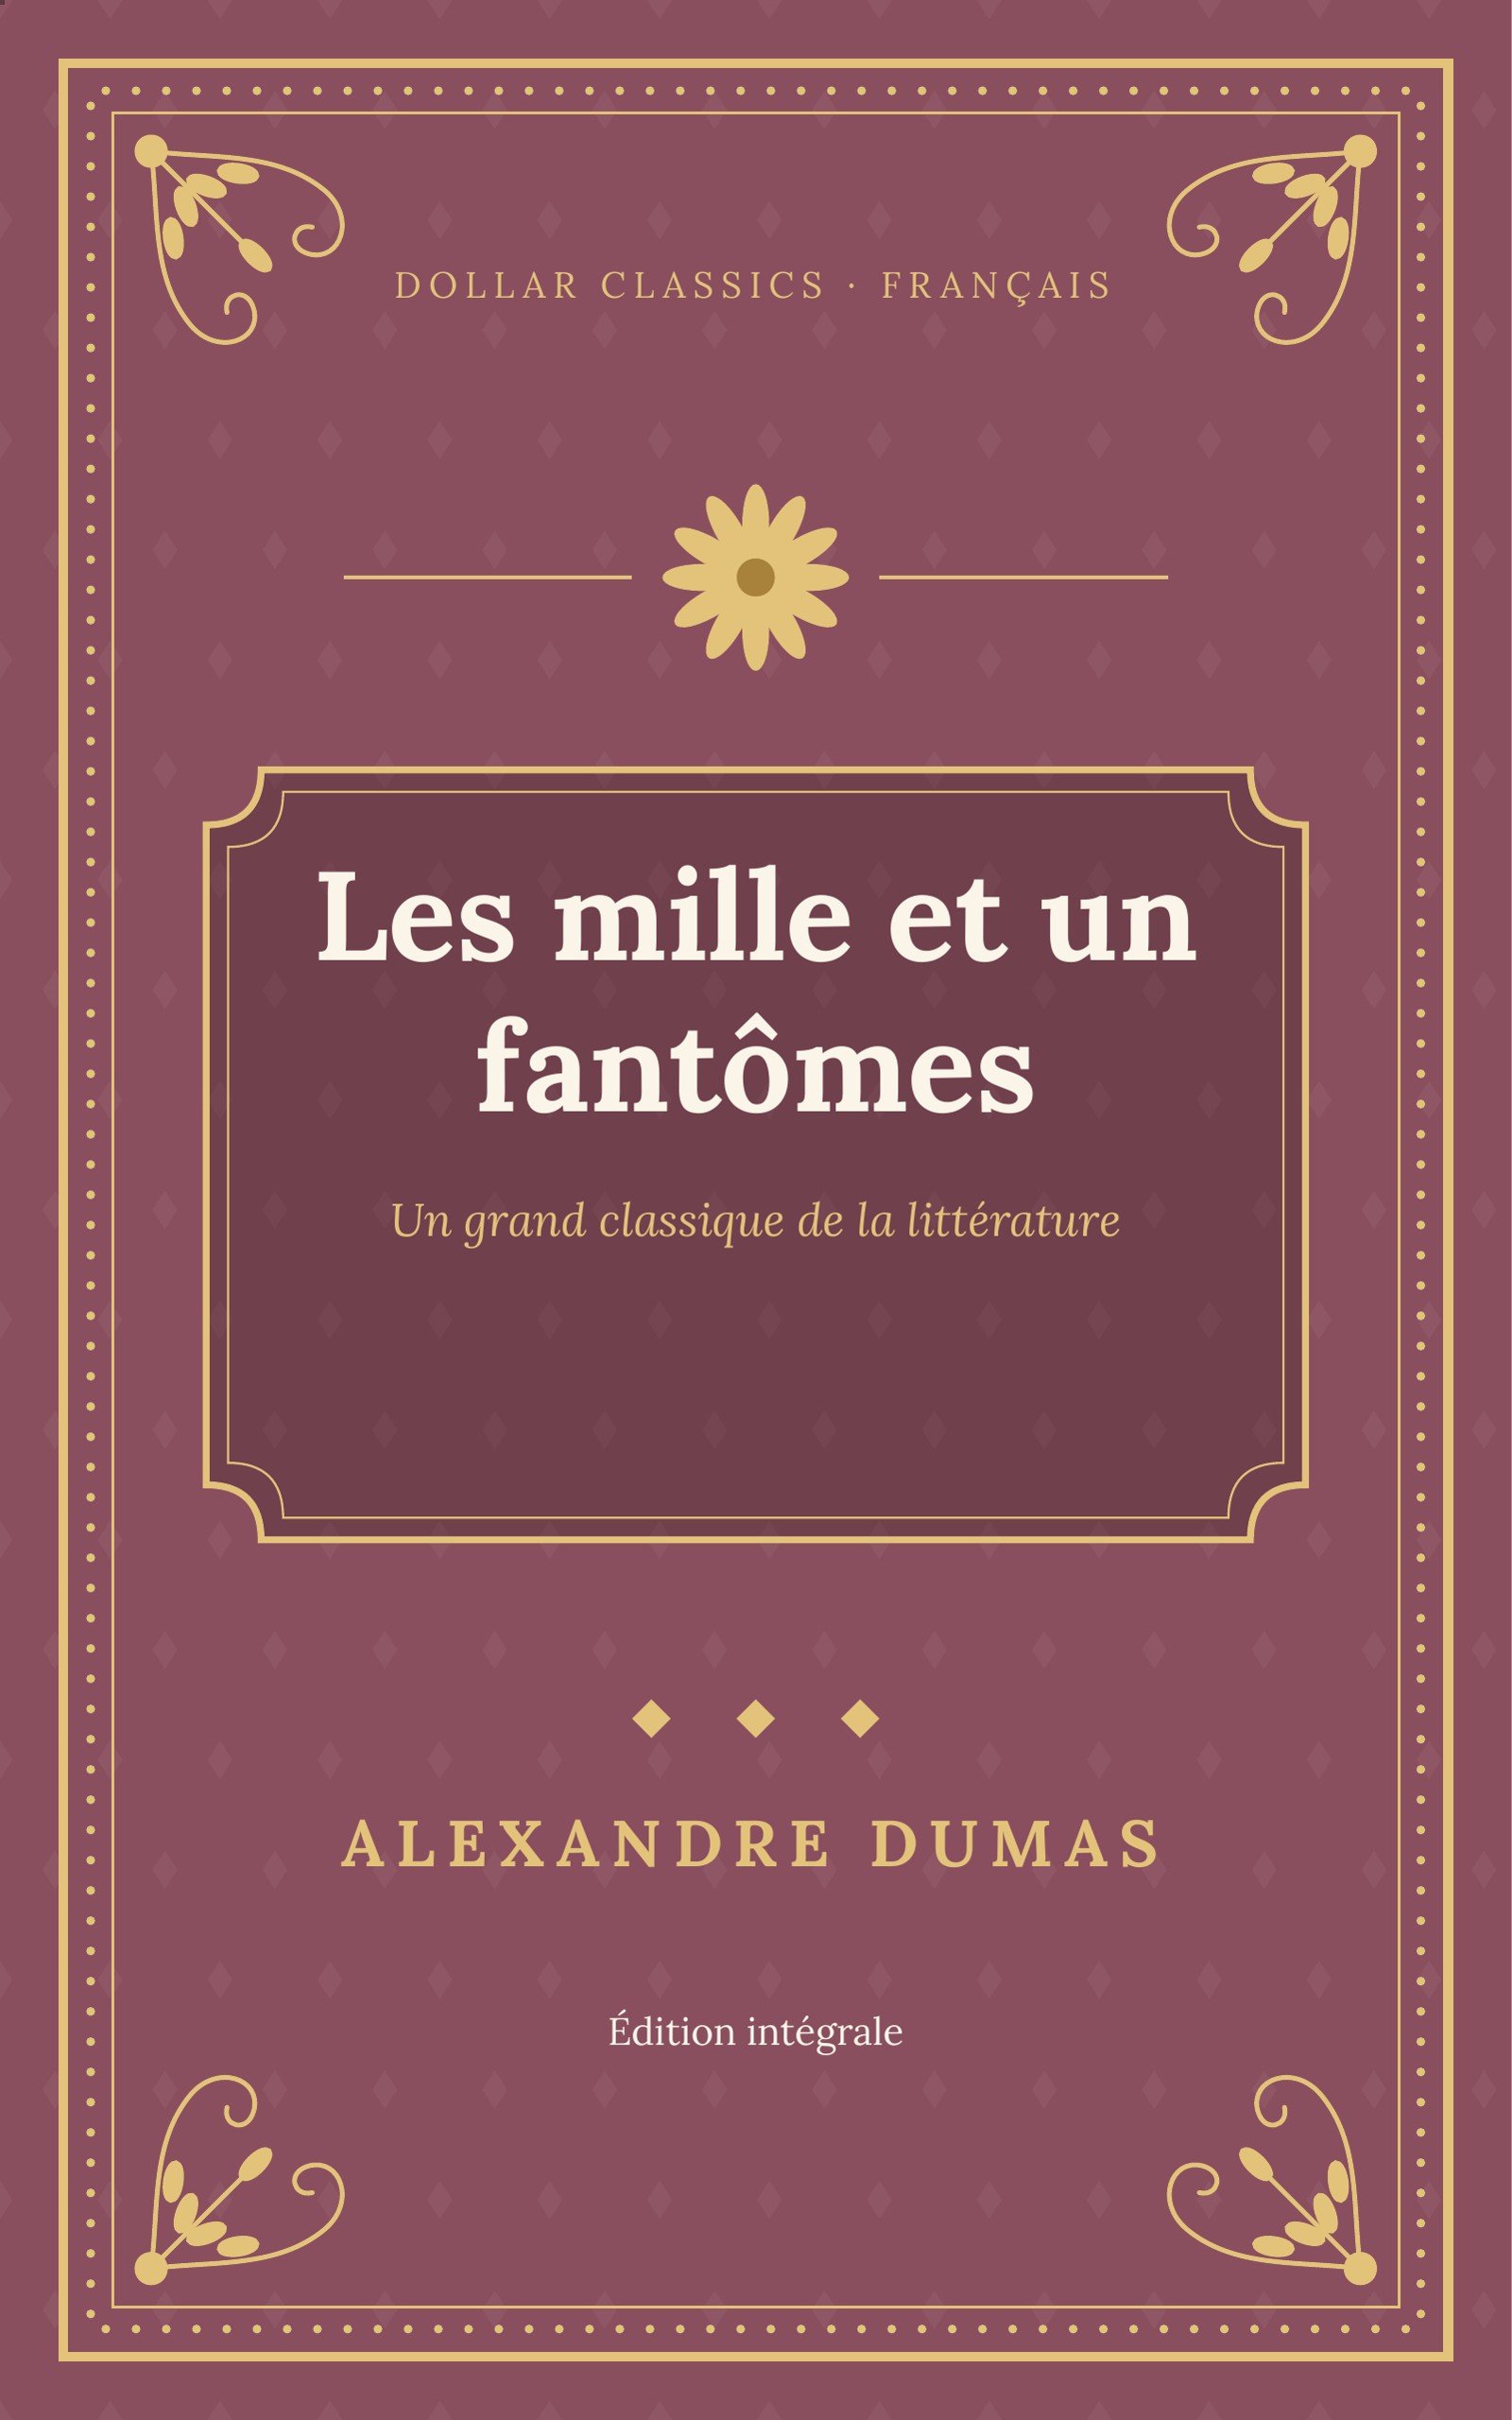 DOLLAR CLASSICS · FRANÇAIS
Les mille et un
fantômes
Un grand classique de la littérature
ALEXANDRE DUMAS
Édition intégrale